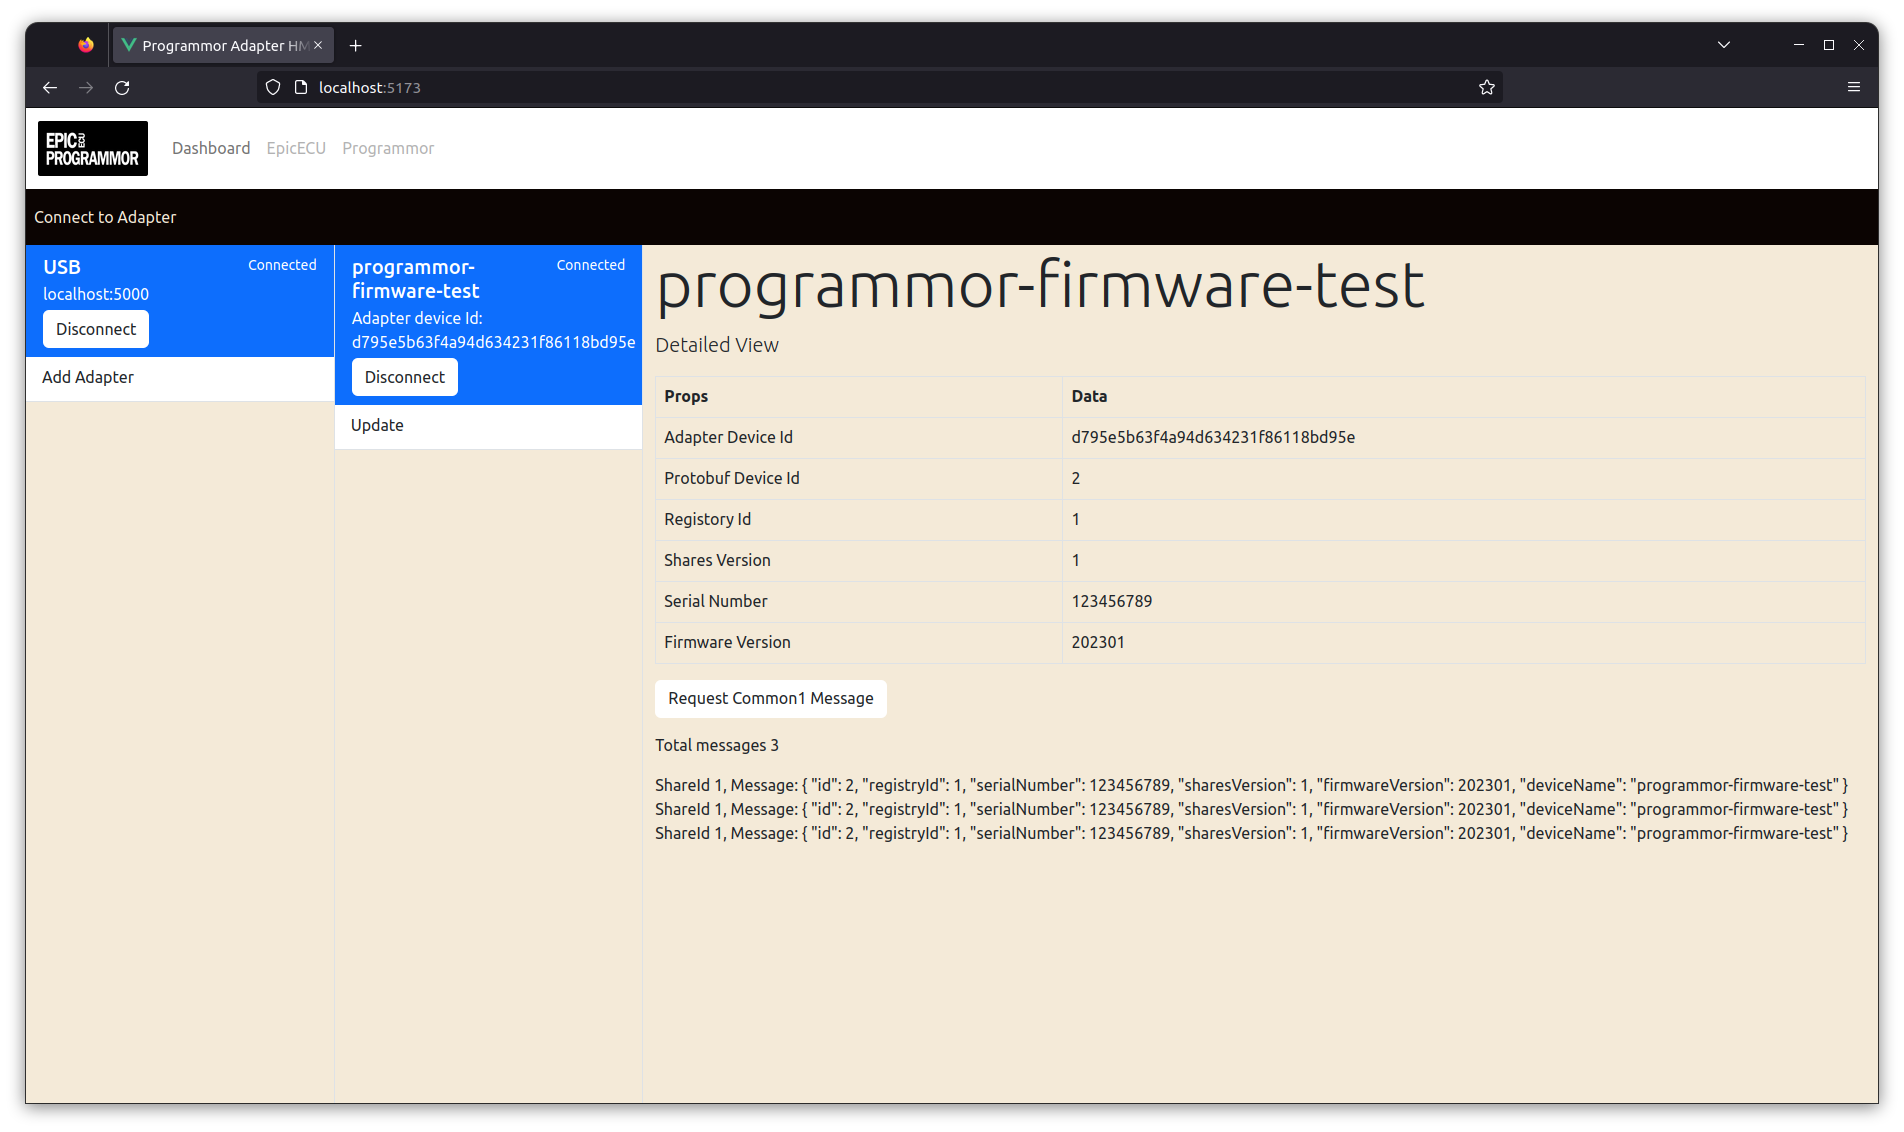 Programmor Adapter HM
localhost:5173
EPIC ECU
PROGRAMMOR
Dashboard EpicECU Programmor
Connect to Adapter
USB Connected
localhost:5000
Disconnect
Add Adapter
programmor- Connected
firmware-test
Adapter device Id:
d795e5b63f4a94d634231f86118bd95e
Disconnect
Update
programmor-firmware-test
Detailed View
Props Data
Adapter Device Id d795e5b63f4a94d634231f86118bd95e
Protobuf Device Id 2
Registory Id 1
Shares Version 1
Serial Number 123456789
Firmware Version 202301
Request Common1 Message
Total messages 3
ShareId 1, Message: { "id": 2, "registryId": 1, "serialNumber": 123456789, "sharesVersion": 1, "firmwareVersion": 202301, "deviceName": "programmor-firmware-test" }
ShareId 1, Message: { "id": 2, "registryId": 1, "serialNumber": 123456789, "sharesVersion": 1, "firmwareVersion": 202301, "deviceName": "programmor-firmware-test" }
ShareId 1, Message: { "id": 2, "registryId": 1, "serialNumber": 123456789, "sharesVersion": 1, "firmwareVersion": 202301, "deviceName": "programmor-firmware-test" }